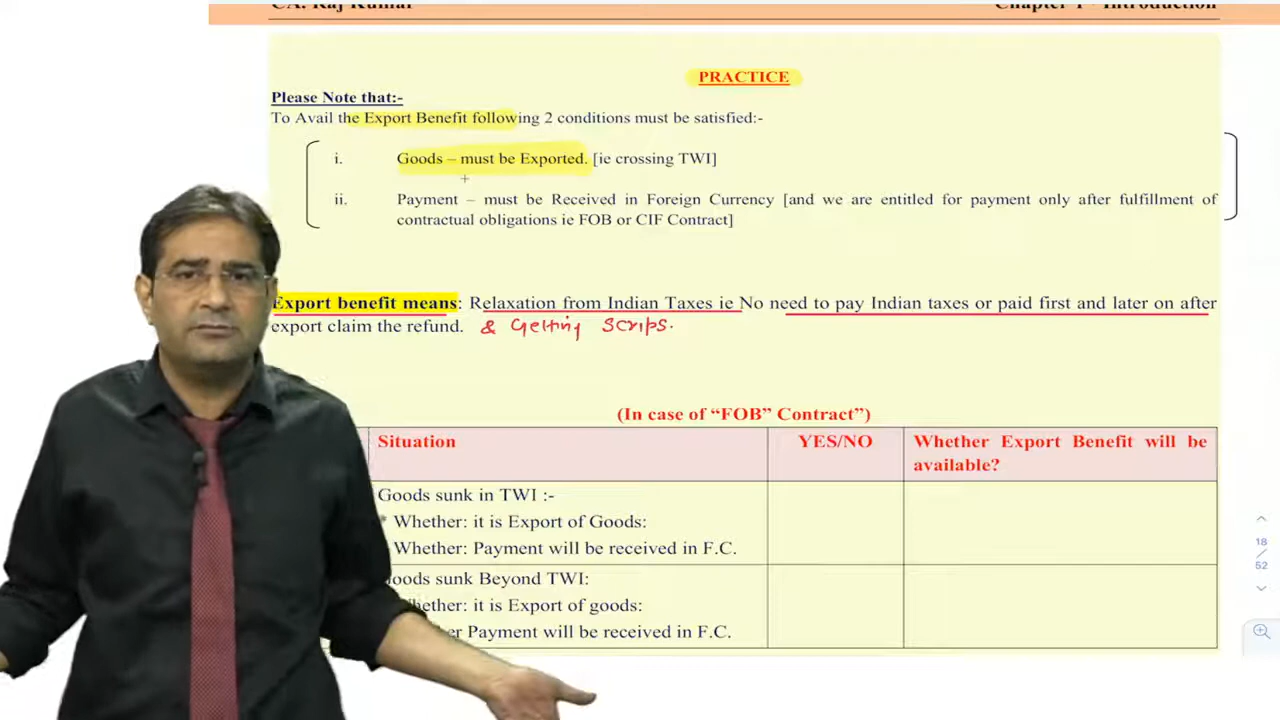 CA. Raj Kumar
Chapter 1 - Introduction
PRACTICE
Please Note that:-
To Avail the Export Benefit following 2 conditions must be satisfied:-
i. Goods – must be Exported. [ie crossing TWI]
ii. Payment – must be Received in Foreign Currency [and we are entitled for payment only after fulfillment of
contractual obligations ie FOB or CIF Contract]
Export benefit means: Relaxation from Indian Taxes ie No need to pay Indian taxes or paid first and later on after
export claim the refund. & Getting Scrips.
(In case of “FOB” Contract”)
Situation YES/NO Whether Export Benefit will be
available?
Goods sunk in TWI :-
* Whether: it is Export of Goods:
Whether: Payment will be received in F.C.
Goods sunk Beyond TWI:
it is Export of goods:
Payment will be received in F.C.
18
/
52